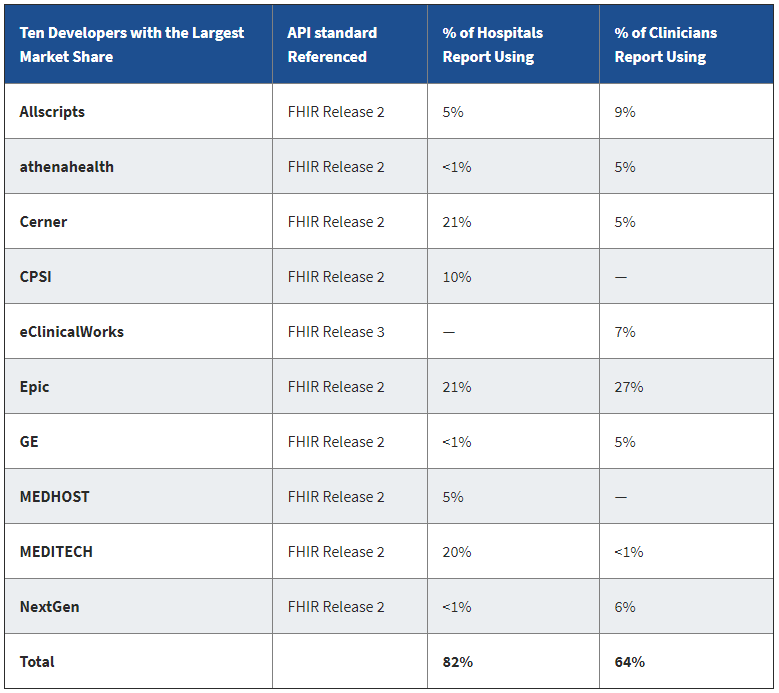 Ten Developers with the Largest Market Share | API standard Referenced | % of Hospitals Report Using | % of Clinicians Report Using
Allscripts | FHIR Release 2 | 5% | 9%
athenahealth | FHIR Release 2 | <1% | 5%
Cerner | FHIR Release 2 | 21% | 5%
CPSI | FHIR Release 2 | 10% | —
eClinicalWorks | FHIR Release 3 | — | 7%
Epic | FHIR Release 2 | 21% | 27%
GE | FHIR Release 2 | <1% | 5%
MEDHOST | FHIR Release 2 | 5% | —
MEDITECH | FHIR Release 2 | 20% | <1%
NextGen | FHIR Release 2 | <1% | 6%
Total | | 82% | 64%